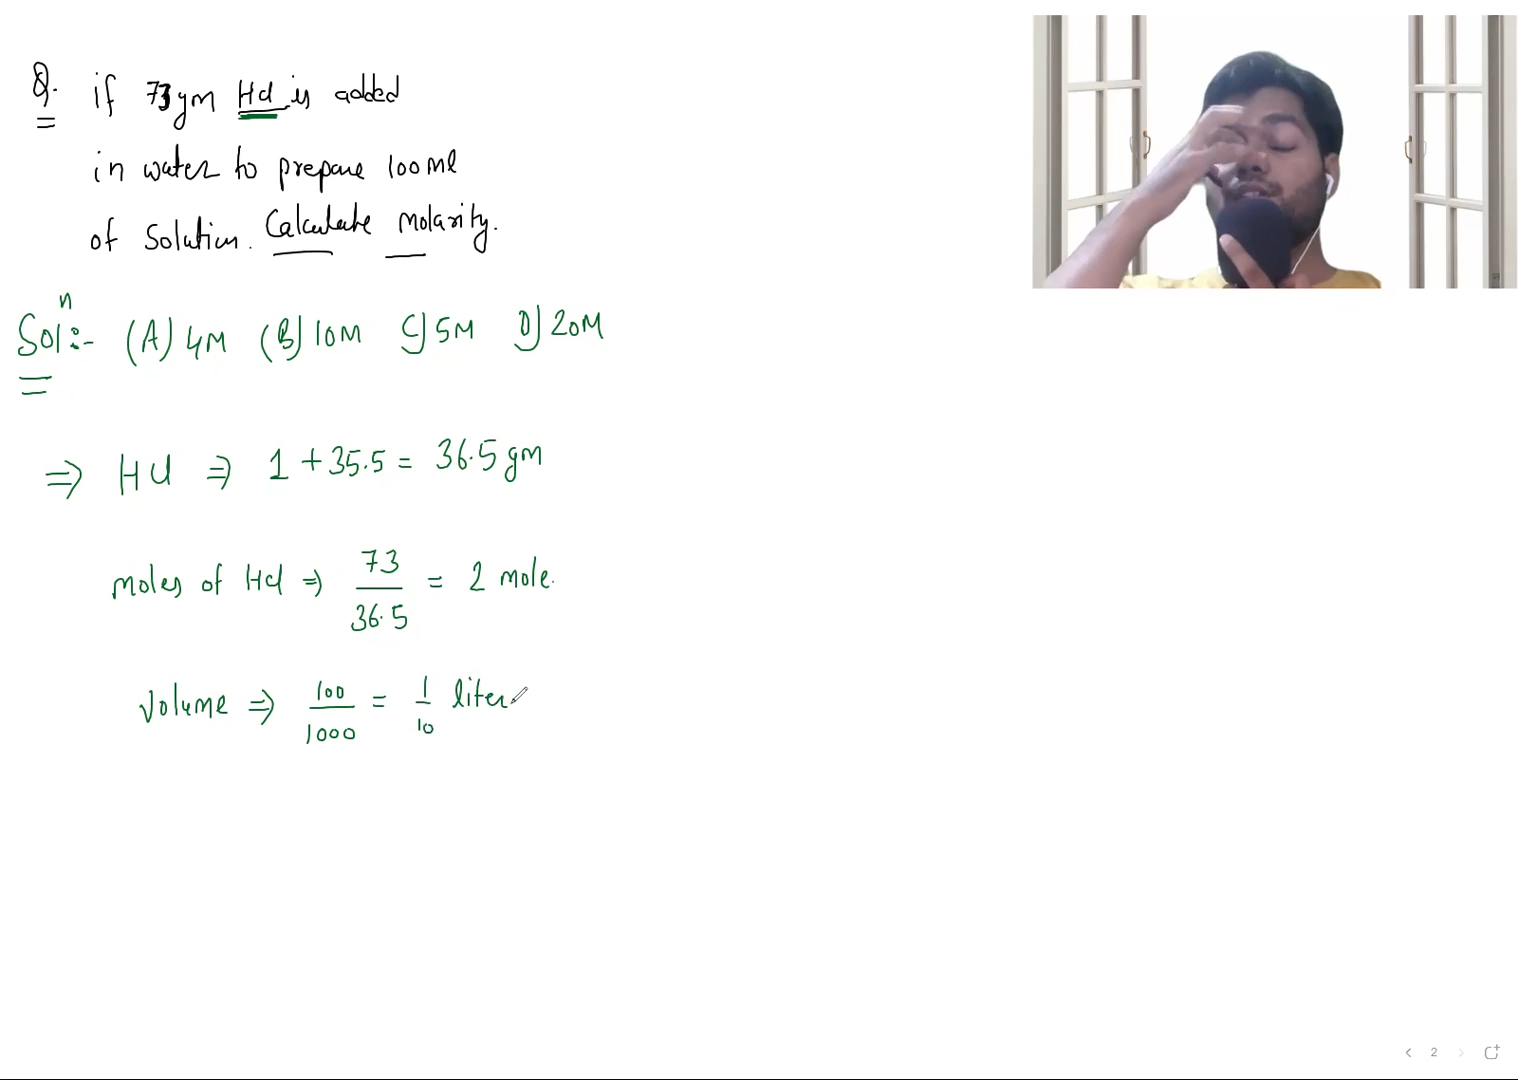 Q. if 73gm HCl is added
in water to prepare 100ml
of Solution. Calculate molarity.
Solⁿ:- (A) 4M (B) 10M C) 5M D) 20M
⇒ HCl ⇒ 1 + 35.5 = 36.5 gm
moles of HCl ⇒ 73/36.5 = 2 mole.
Volume ⇒ 100/1000 = 1/10 liter
< 2 >